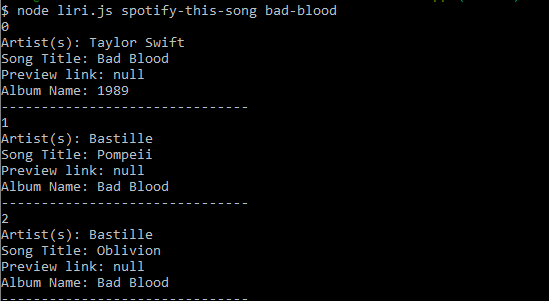 $ node liri.js spotify-this-song bad-blood
0
Artist(s): Taylor Swift
Song Title: Bad Blood
Preview link: null
Album Name: 1989
-------------------------------
1
Artist(s): Bastille
Song Title: Pompeii
Preview link: null
Album Name: Bad Blood
-------------------------------
2
Artist(s): Bastille
Song Title: Oblivion
Preview link: null
Album Name: Bad Blood
-------------------------------